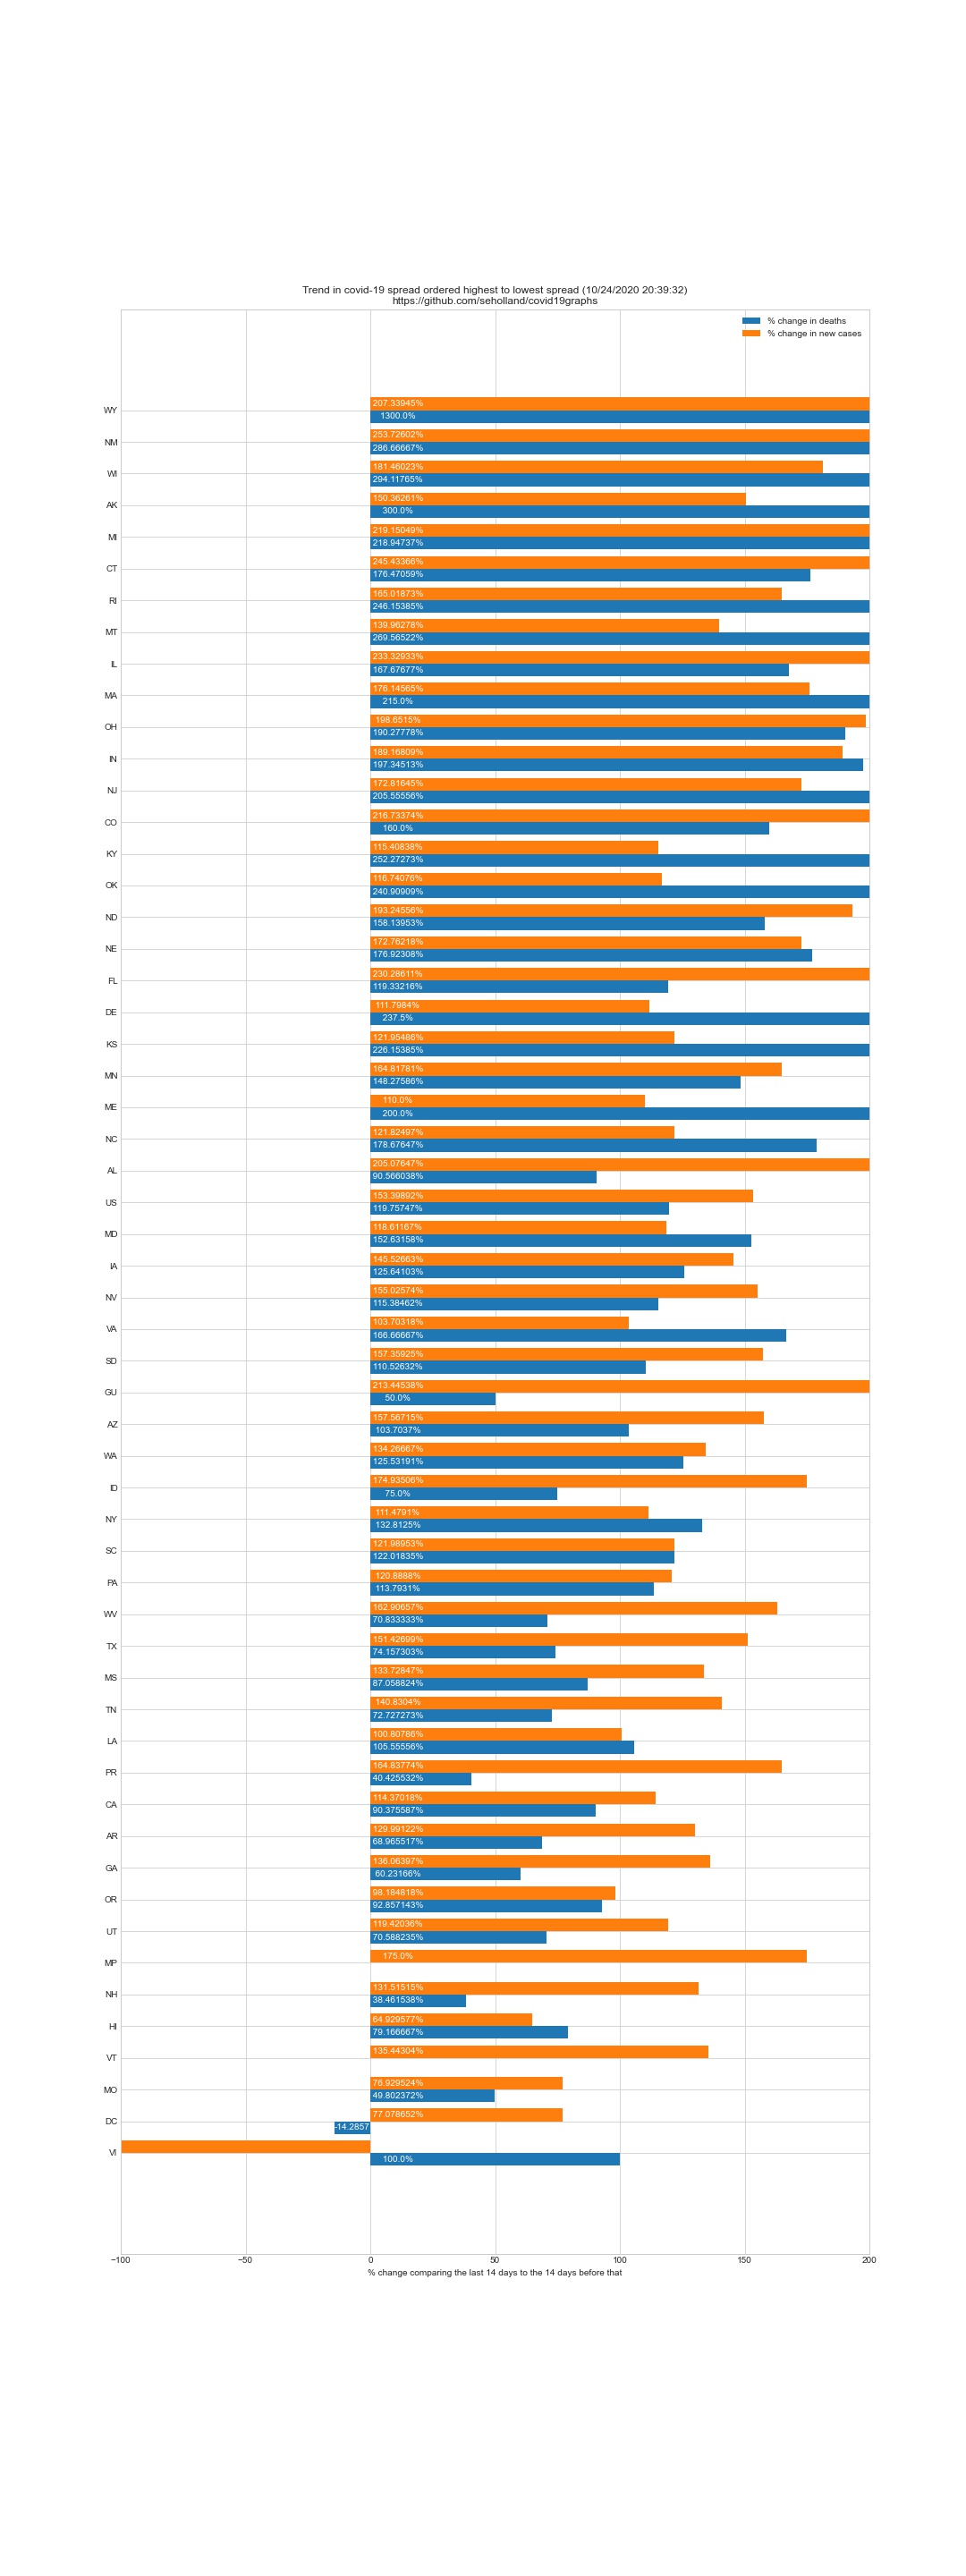 Trend in covid-19 spread ordered highest to lowest spread (10/24/2020 20:39:32)
https://github.com/seholland/covid19graphs
% change in deaths
% change in new cases
207.33945%
WY
1300.0%
253.72602%
NM
286.66667%
181.46023%
WI
294.11765%
150.36261%
AK
300.0%
219.15049%
MI
218.94737%
245.43366%
CT
176.47059%
165.01873%
RI
246.15385%
139.96278%
MT
269.56522%
233.32933%
IL
167.67677%
176.14565%
MA
215.0%
198.6515%
OH
190.27778%
189.16809%
IN
197.34513%
172.81645%
NJ
205.55556%
216.73374%
CO
160.0%
115.40838%
KY
252.27273%
116.74076%
OK
240.90909%
193.24556%
ND
158.13953%
172.76218%
NE
176.92308%
230.28611%
FL
119.33216%
111.7984%
DE
237.5%
121.95486%
KS
226.15385%
164.81781%
MN
148.27586%
110.0%
ME
200.0%
121.82497%
NC
178.67647%
205.07647%
AL
90.566038%
153.39892%
US
119.75747%
118.61167%
MD
152.63158%
145.52663%
IA
125.64103%
155.02574%
NV
115.38462%
103.70318%
VA
166.66667%
157.35925%
SD
110.52632%
213.44538%
GU
50.0%
157.56715%
AZ
103.7037%
134.26667%
WA
125.53191%
174.93506%
ID
75.0%
111.4791%
NY
132.8125%
121.98953%
SC
122.01835%
120.8888%
PA
113.7931%
162.90657%
WV
70.833333%
151.42699%
TX
74.157303%
133.72847%
MS
87.058824%
140.8304%
TN
72.727273%
100.80786%
LA
105.55556%
164.83774%
PR
40.425532%
114.37018%
CA
90.375587%
129.99122%
AR
68.965517%
136.06397%
GA
60.23166%
98.184818%
OR
92.857143%
119.42036%
UT
70.588235%
175.0%
MP
131.51515%
NH
38.461538%
64.929577%
HI
79.166667%
135.44304%
VT
76.929524%
MO
49.802372%
77.078652%
DC
-14.2857
VI
100.0%
−100 −50 0 50 100 150 200
% change comparing the last 14 days to the 14 days before that